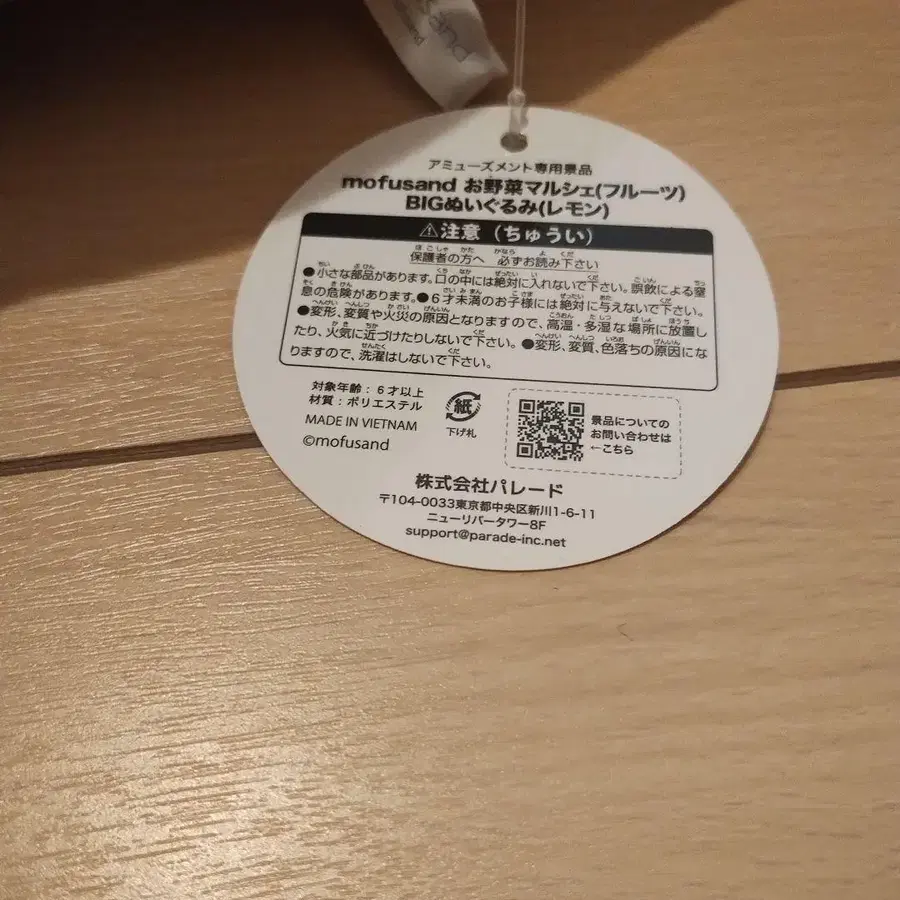 アミューズメント専用景品
mofusand お野菜マルシェ(フルーツ)
BIGぬいぐるみ(レモン)
⚠注意(ちゅうい)
保護者の方へ 必ずお読み下さい
●小さな部品があります。口の中には絶対に入れないで下さい。誤飲による窒
息の危険があります。●6才未満のお子様には絶対に与えないで下さい。
●変形、変質や火災の原因となりますので、高温・多湿な場所に放置し
たり、火気に近づけたりしないで下さい。●変形、変質、色落ちの原因にな
りますので、洗濯はしないで下さい。
対象年齢:6才以上
材質:ポリエステル
MADE IN VIETNAM
©mofusand
紙
下げ札
景品についての
お問い合わせは
←こちら
株式会社パレード
〒104-0033東京都中央区新川1-6-11
ニューリバータワー8F
support@parade-inc.net